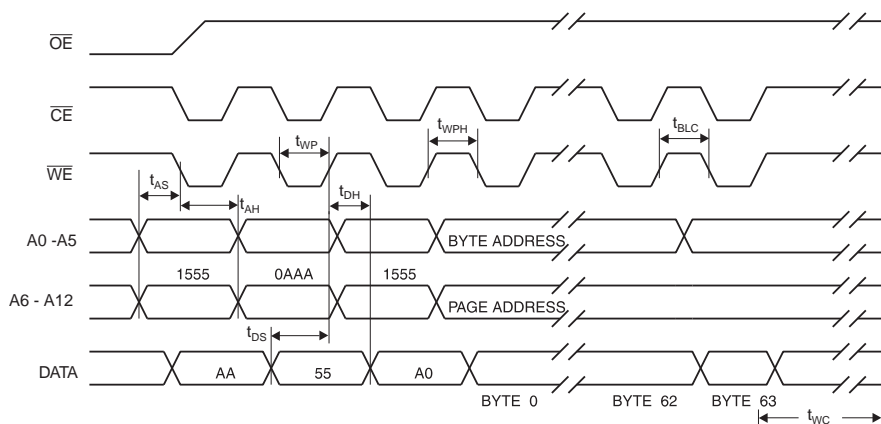 OE
CE
tWP
tWPH
tBLC
WE
tAS
tAH
tDH
A0 -A5
BYTE ADDRESS
1555
0AAA
1555
A6 - A12
PAGE ADDRESS
tDS
DATA
AA
55
A0
BYTE 0
BYTE 62
BYTE 63
tWC